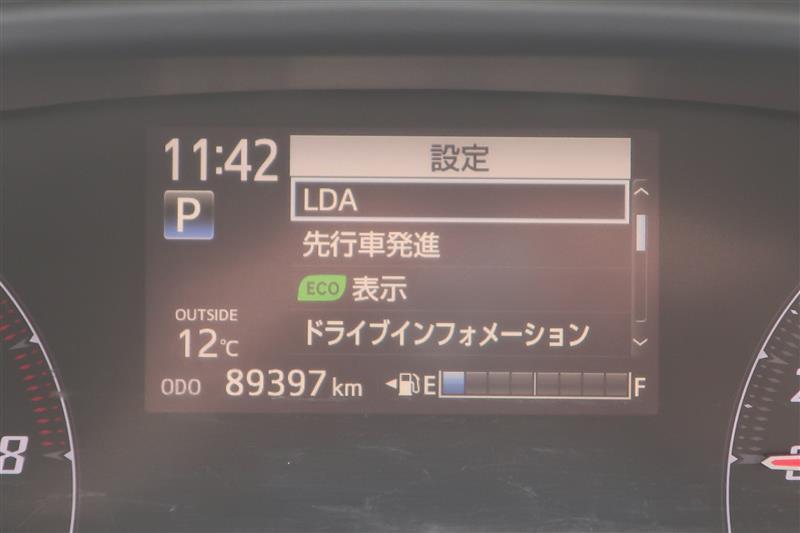 11:42
設定
P
LDA
先行車発進
ECO 表示
ドライブインフォメーション
OUTSIDE
12℃
ODO 89397 km
E F
8